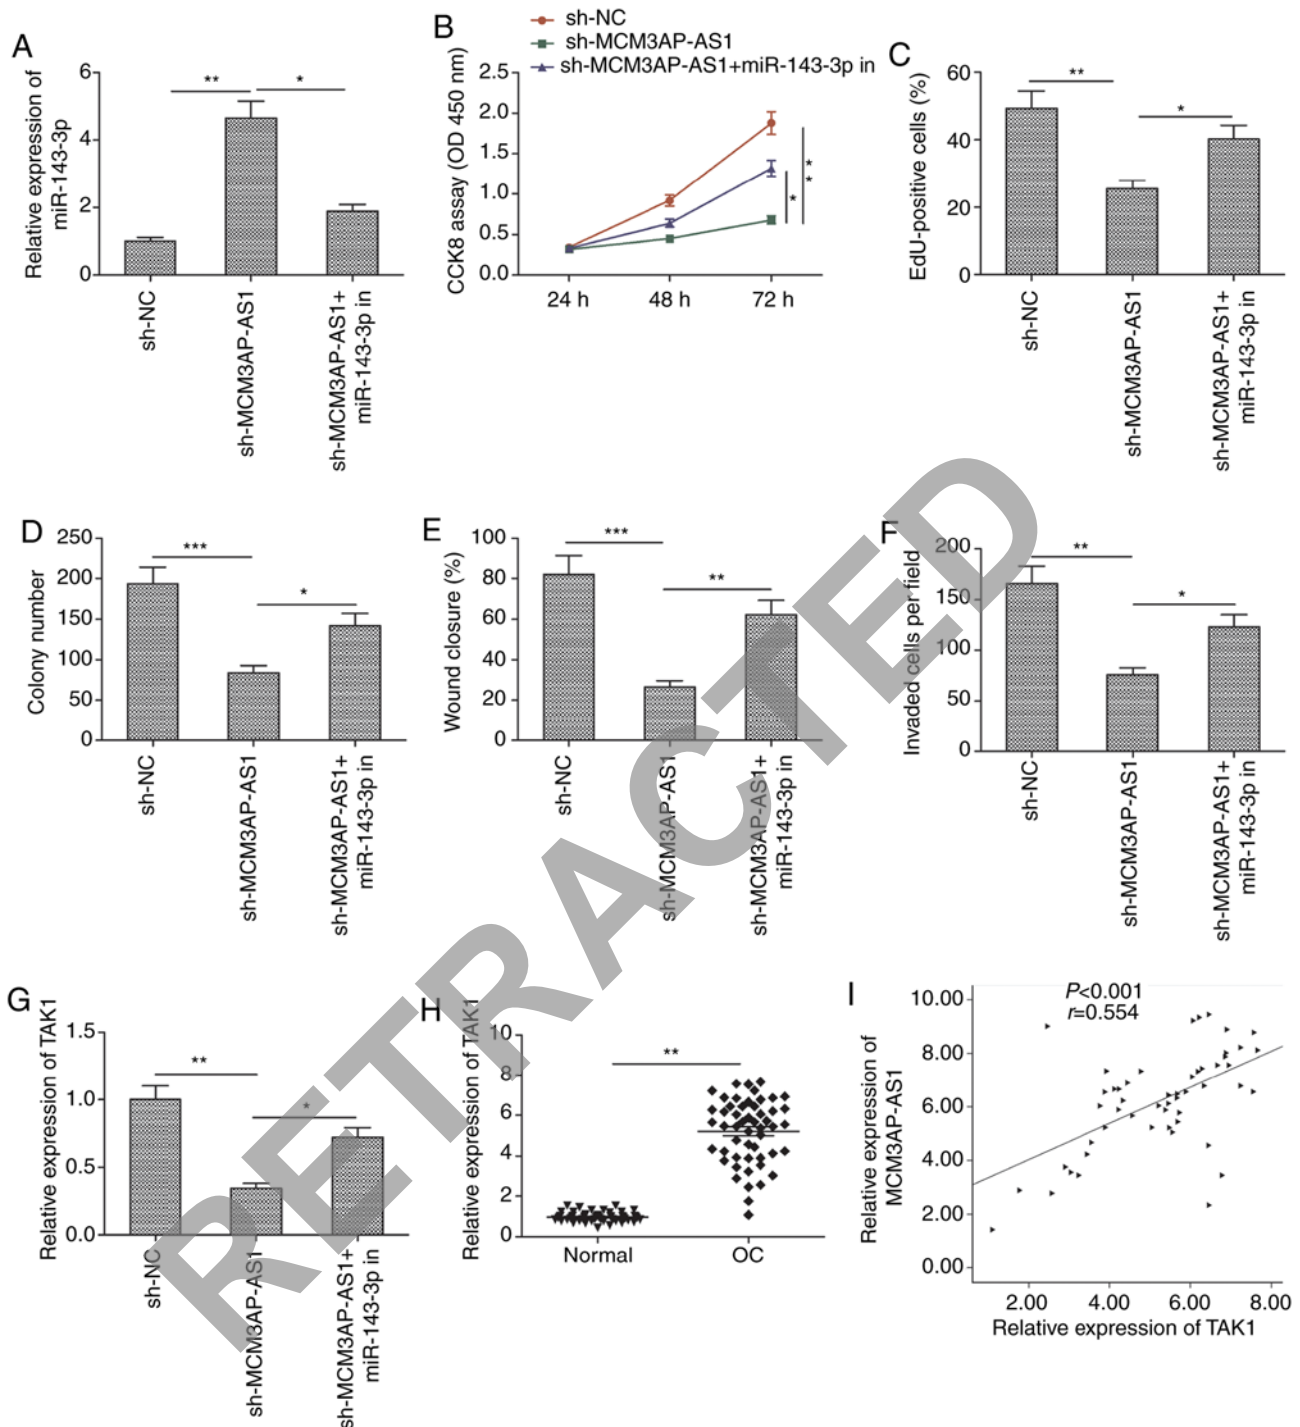 A
Relative expression of
miR-143-3p
6
4
2
0
**
*
sh-NC
sh-MCM3AP-AS1
sh-MCM3AP-AS1+
miR-143-3p in
B
sh-NC
sh-MCM3AP-AS1
sh-MCM3AP-AS1+miR-143-3p in
CCK8 assay (OD 450 nm)
2.5
2.0
1.5
1.0
0.5
0.0
*
**
24 h
48 h
72 h
C
EdU-positive cells (%)
60
40
20
0
**
*
sh-NC
sh-MCM3AP-AS1
sh-MCM3AP-AS1+
miR-143-3p in
D
Colony number
250
200
150
100
50
0
***
*
sh-NC
sh-MCM3AP-AS1
sh-MCM3AP-AS1+
miR-143-3p in
E
Wound closure (%)
100
80
60
40
20
0
***
**
sh-NC
sh-MCM3AP-AS1
sh-MCM3AP-AS1+
miR-143-3p in
F
Invaded cells per field
200
150
100
50
0
**
*
sh-NC
sh-MCM3AP-AS1
sh-MCM3AP-AS1+
miR-143-3p in
G
Relative expression of TAK1
1.5
1.0
0.5
0.0
**
*
sh-NC
sh-MCM3AP-AS1
sh-MCM3AP-AS1+
miR-143-3p in
H
Relative expression of TAK1
10
8
6
4
2
0
**
Normal
OC
I
Relative expression of
MCM3AP-AS1
10.00
8.00
6.00
4.00
2.00
0.00
P<0.001
r=0.554
2.00
4.00
6.00
8.00
Relative expression of TAK1
RETRACTED